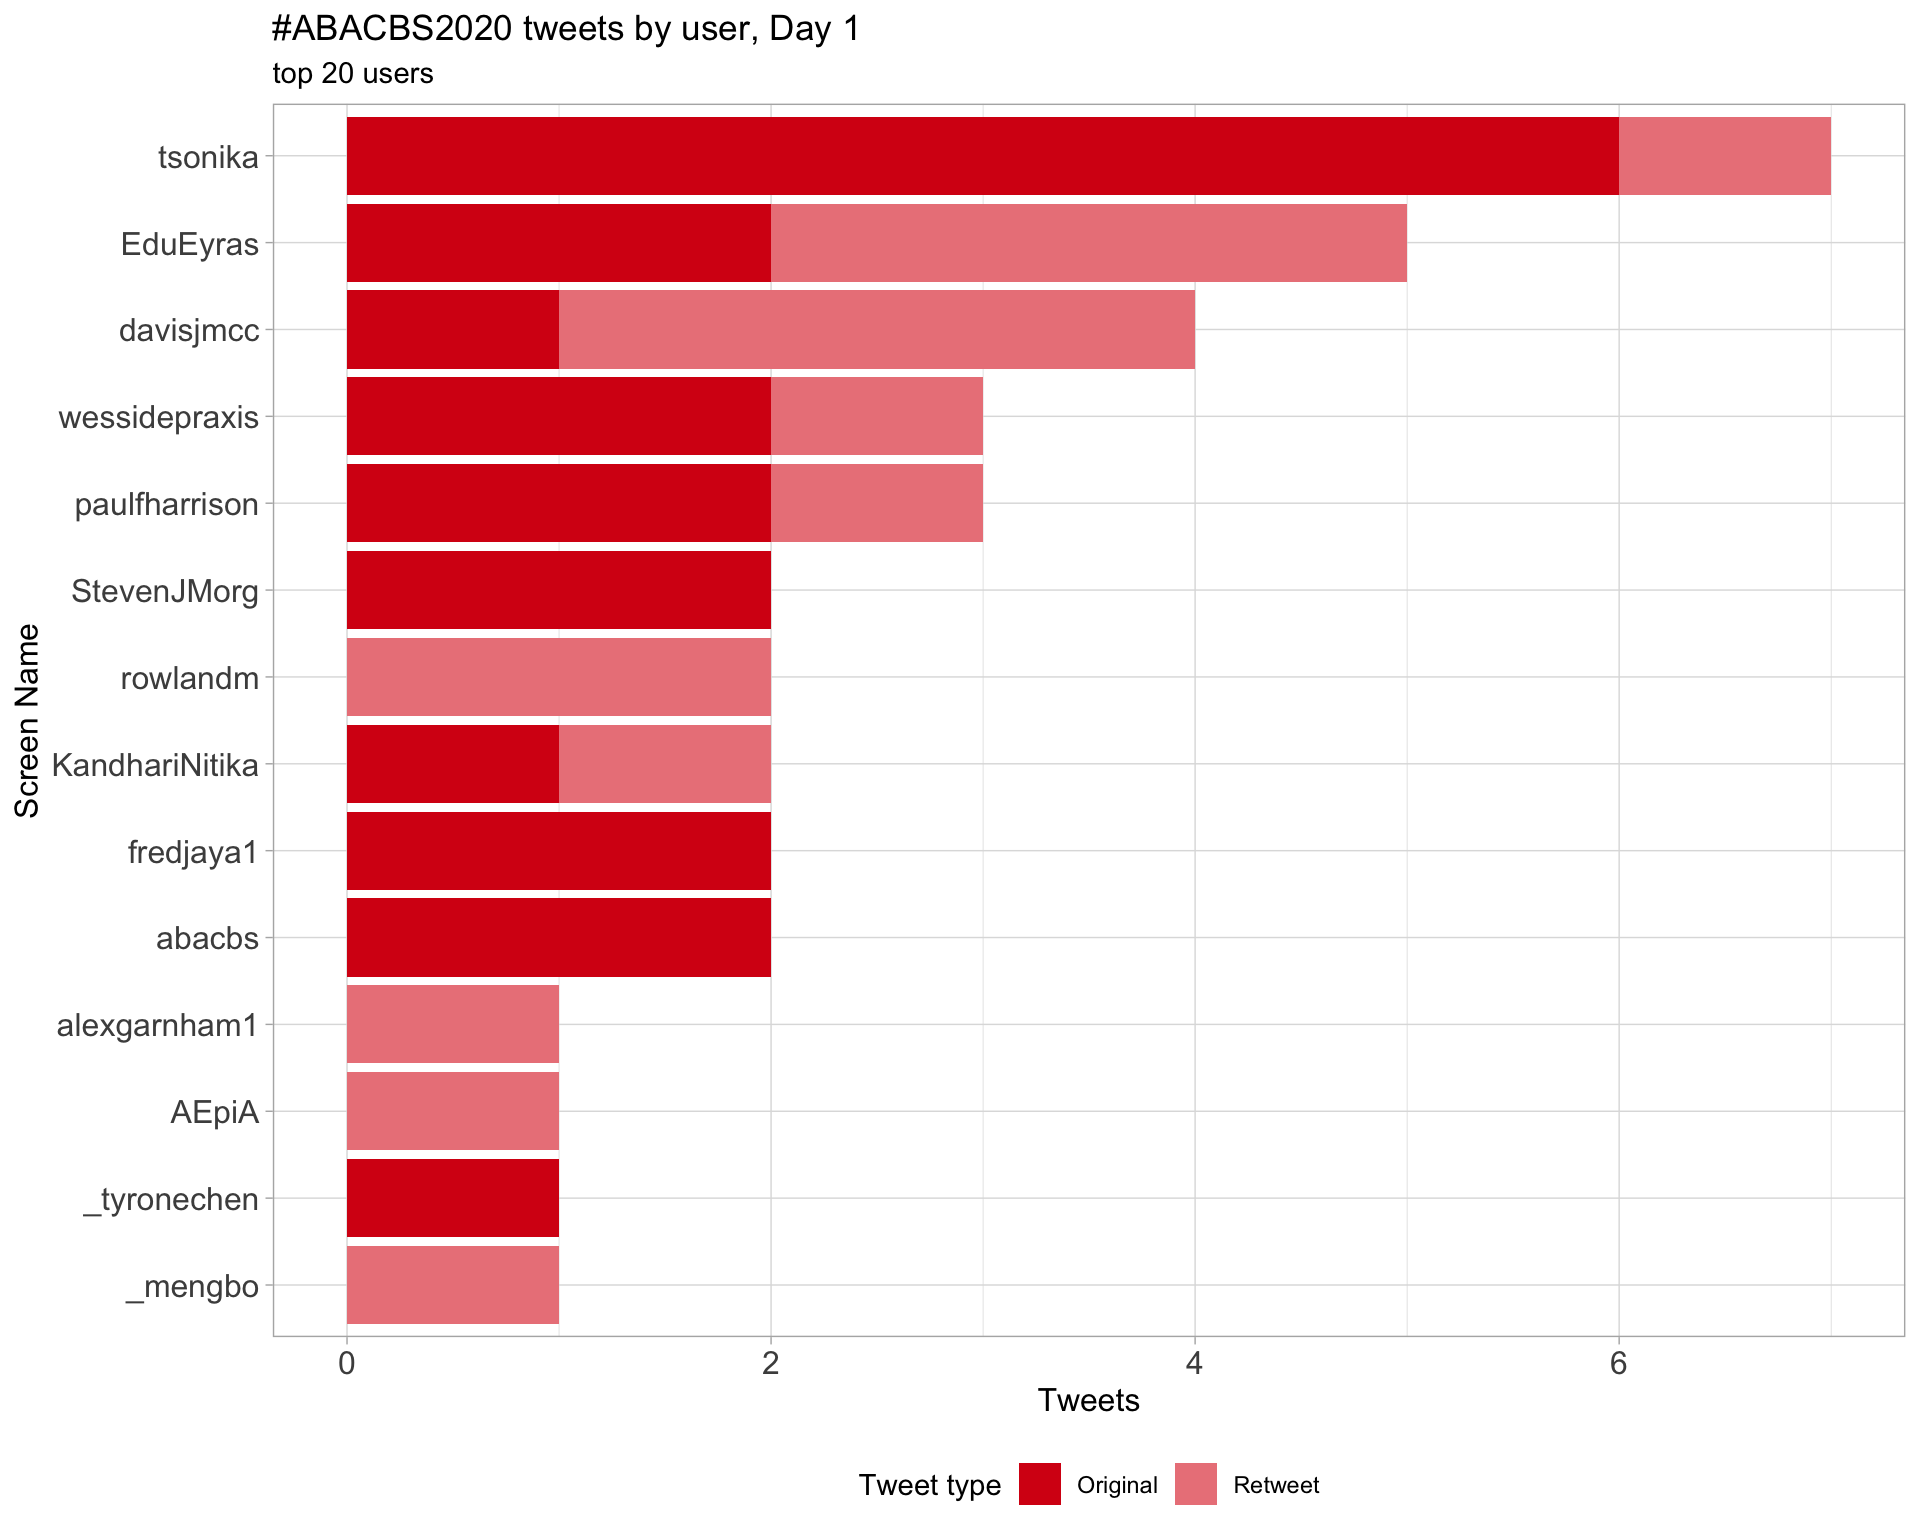 #ABACBS2020 tweets by user, Day 1
top 20 users
Screen Name
tsonika
EduEyras
davisjmcc
wessidepraxis
paulfharrison
StevenJMorg
rowlandm
KandhariNitika
fredjaya1
abacbs
alexgarnham1
AEpiA
_tyronechen
_mengbo
0 2 4 6
Tweets
Tweet type Original Retweet